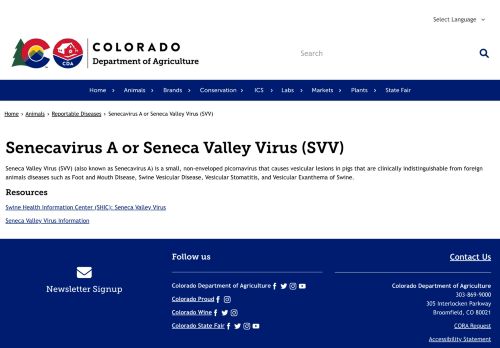 Select Language
COLORADO
Department of Agriculture
CDA
Search
Home Animals Brands Conservation ICS Labs Markets Plants State Fair
Home › Animals › Reportable Diseases › Senecavirus A or Seneca Valley Virus (SVV)
Senecavirus A or Seneca Valley Virus (SVV)
Seneca Valley Virus (SVV) (also known as Senecavirus A) is a small, non-enveloped picornavirus that causes vesicular lesions in pigs that are clinically indistinguishable from foreign
animals diseases such as Foot and Mouth Disease, Swine Vesicular Disease, Vesicular Stomatitis, and Vesicular Exanthema of Swine.
Resources
Swine Health Information Center (SHIC): Seneca Valley Virus
Seneca Valley Virus Information
Newsletter Signup
Follow us
Colorado Department of Agriculture
Colorado Proud
Colorado Wine
Colorado State Fair
Contact Us
Colorado Department of Agriculture
303-869-9000
305 Interlocken Parkway
Broomfield, CO 80021
CORA Request
Accessibility Statement